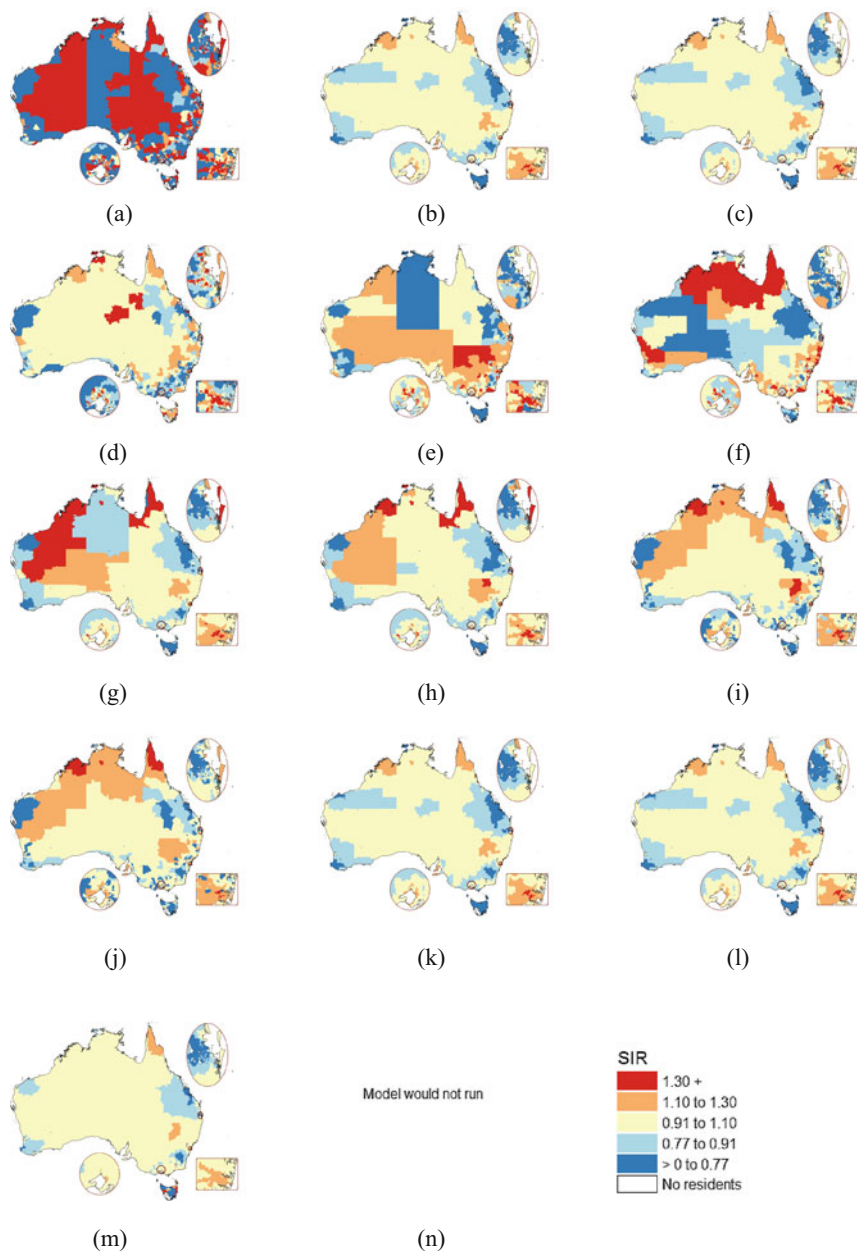 (a) (b) (c)
(d) (e) (f)
(g) (h) (i)
(j) (k) (l)
Model would not run
SIR
1.30 +
1.10 to 1.30
0.91 to 1.10
0.77 to 0.91
> 0 to 0.77
No residents
(m) (n)